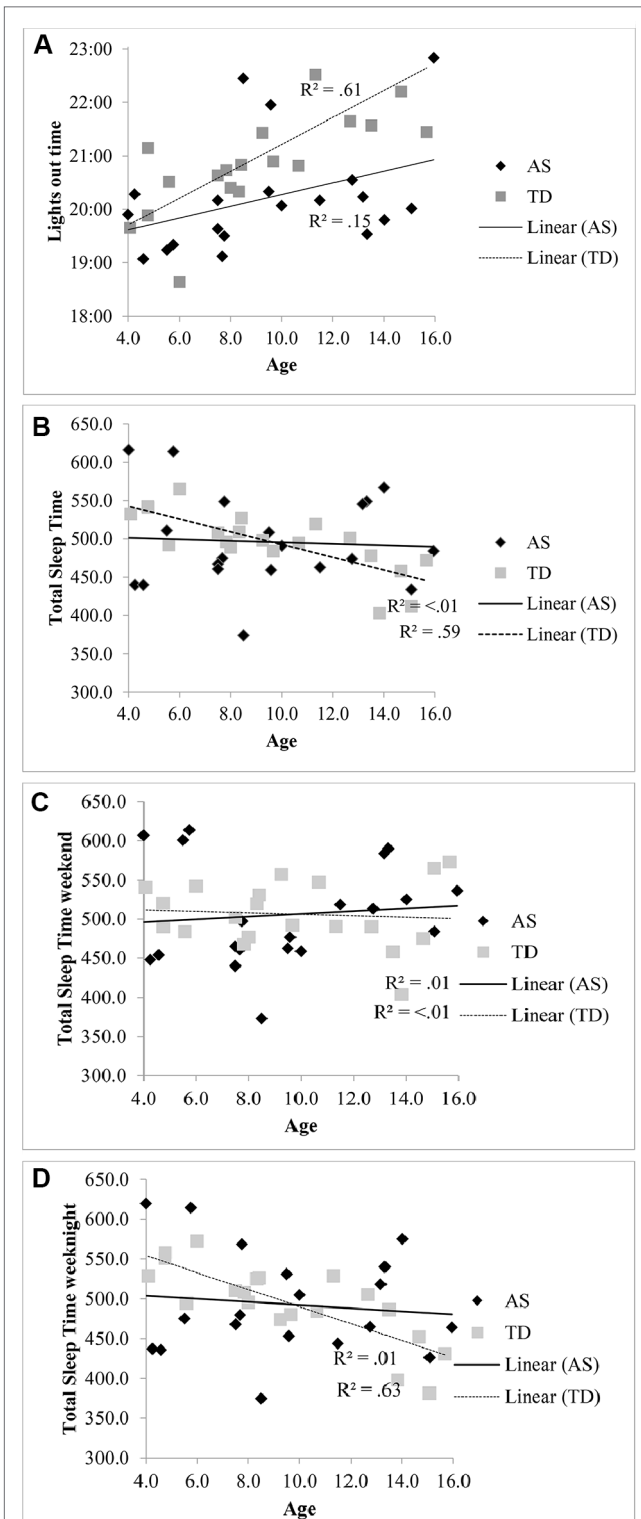 A
23:00
22:00
21:00
20:00
19:00
18:00
Lights out time
R² = .61
R² = .15
4.0 6.0 8.0 10.0 12.0 14.0 16.0
Age
AS
TD
Linear (AS)
Linear (TD)
B
650.0
600.0
550.0
500.0
450.0
400.0
350.0
300.0
Total Sleep Time
R² = <.01
R² = .59
4.0 6.0 8.0 10.0 12.0 14.0 16.0
Age
AS
TD
Linear (AS)
Linear (TD)
C
650.0
600.0
550.0
500.0
450.0
400.0
350.0
300.0
Total Sleep Time weekend
R² = .01
R² = <.01
4.0 6.0 8.0 10.0 12.0 14.0 16.0
Age
AS
TD
Linear (AS)
Linear (TD)
D
650.0
600.0
550.0
500.0
450.0
400.0
350.0
300.0
Total Sleep Time weeknight
R² = .01
R² = .63
4.0 6.0 8.0 10.0 12.0 14.0 16.0
Age
AS
TD
Linear (AS)
Linear (TD)